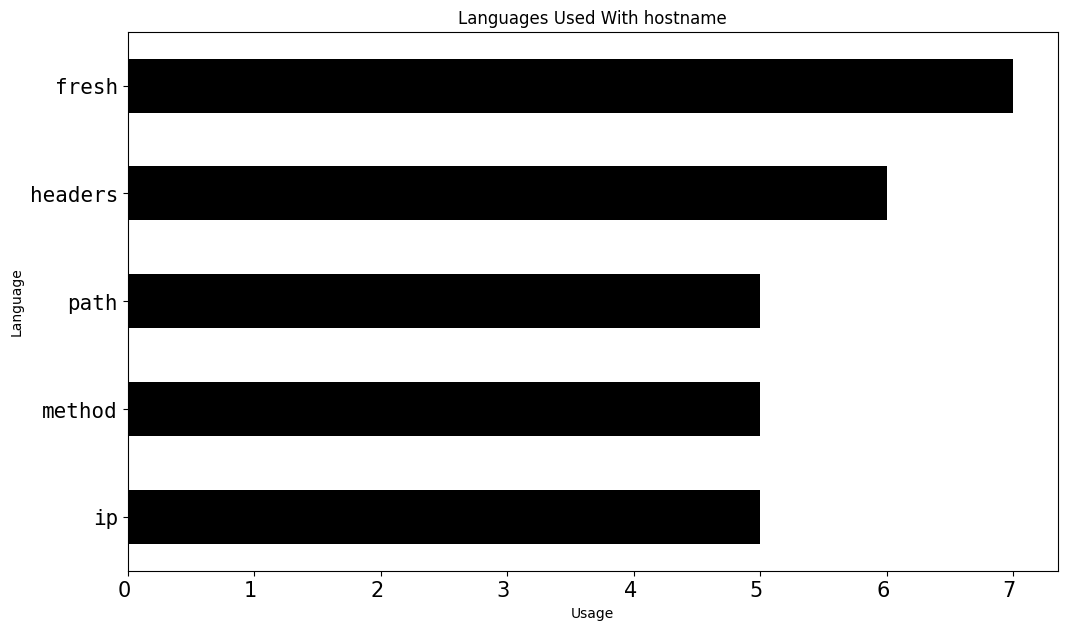 Languages Used With hostname
fresh
headers
path
method
ip
Language
0 1 2 3 4 5 6 7
Usage